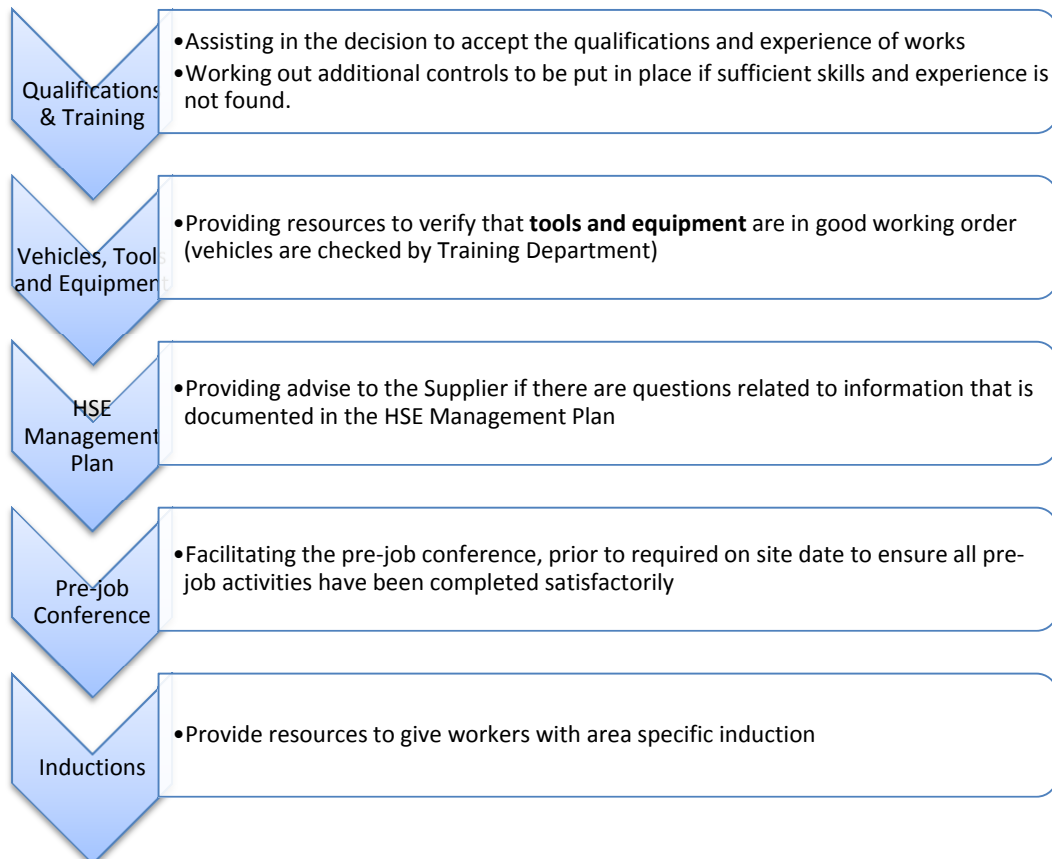 Qualifications
& Training
•Assisting in the decision to accept the qualifications and experience of works
•Working out additional controls to be put in place if sufficient skills and experience is
not found.
Vehicles, Tools
and Equipment
•Providing resources to verify that tools and equipment are in good working order
(vehicles are checked by Training Department)
HSE
Management
Plan
•Providing advise to the Supplier if there are questions related to information that is
documented in the HSE Management Plan
Pre-job
Conference
•Facilitating the pre-job conference, prior to required on site date to ensure all pre-
job activities have been completed satisfactorily
Inductions
•Provide resources to give workers with area specific induction